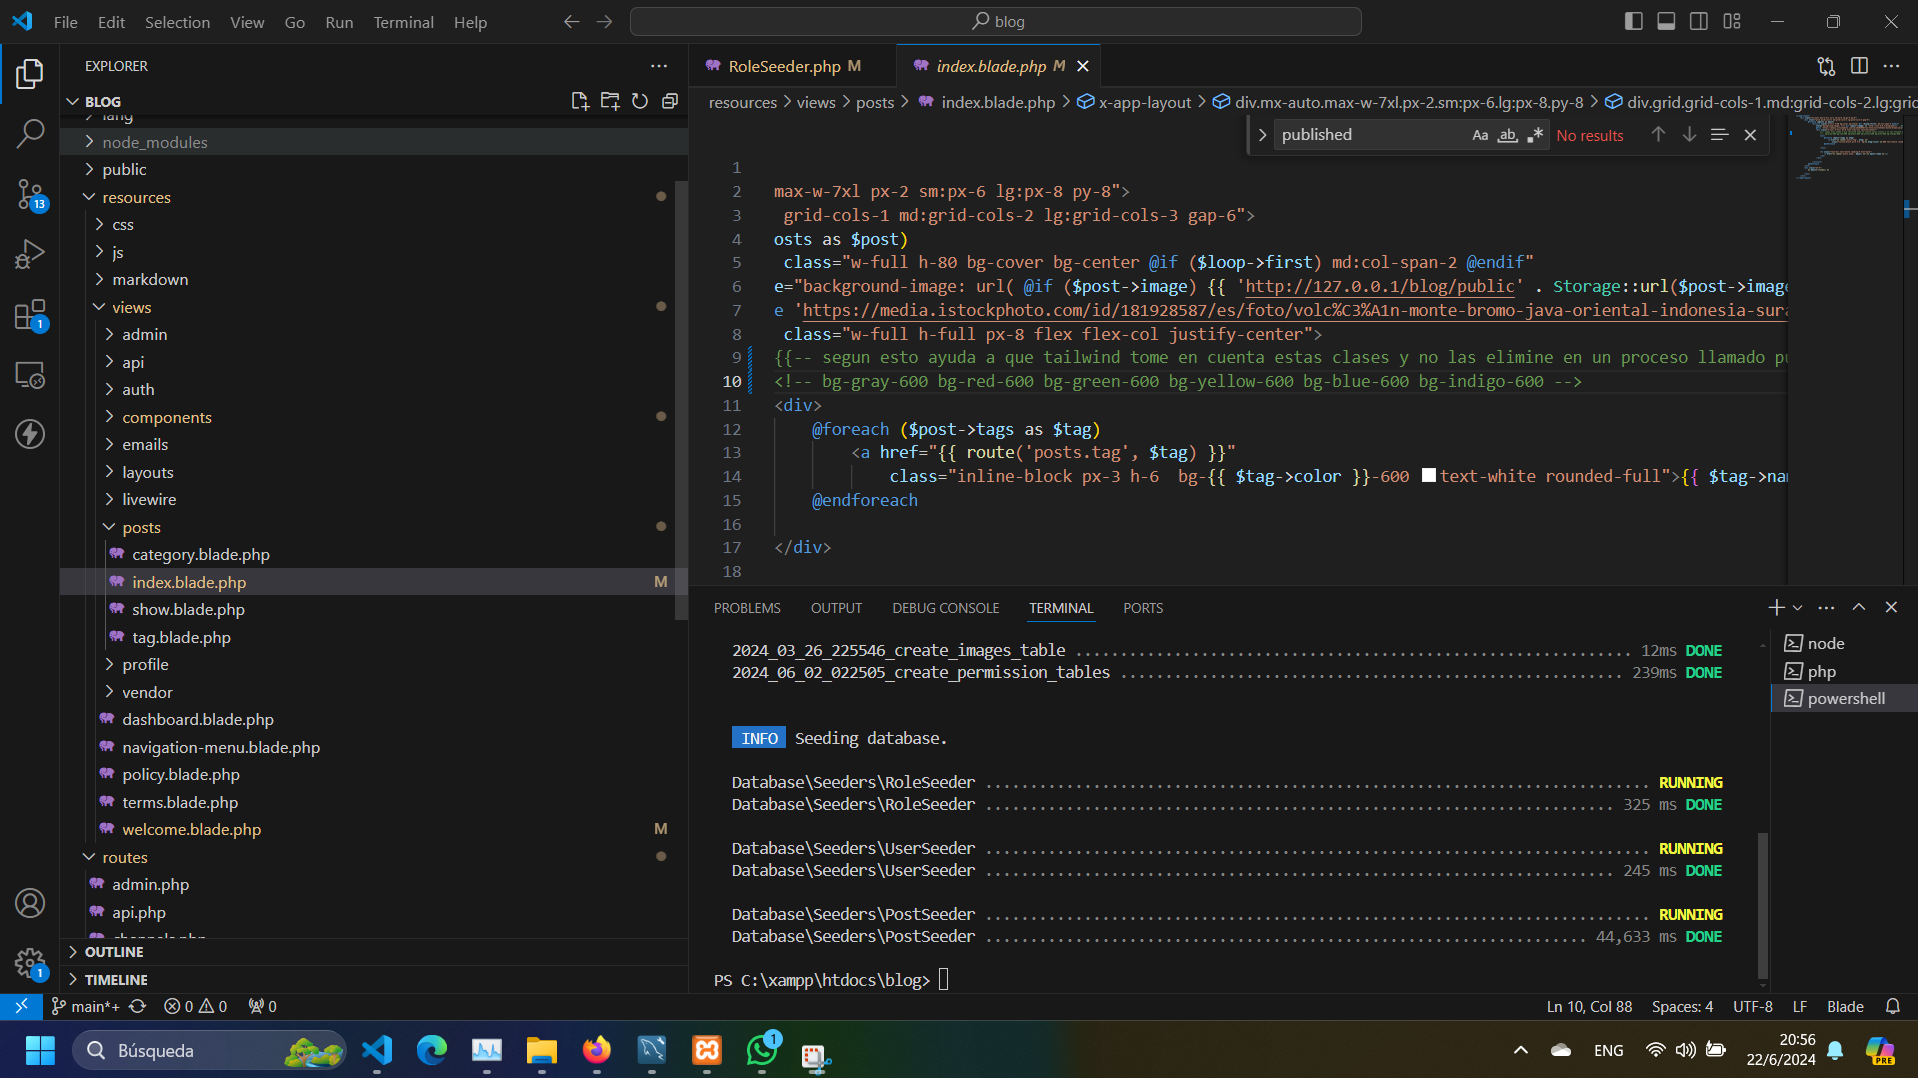 File Edit Selection View Go Run Terminal Help
blog
EXPLORER
BLOG
lang
node_modules
public
resources
css
js
markdown
views
admin
api
auth
components
emails
layouts
livewire
posts
category.blade.php
index.blade.php M
show.blade.php
tag.blade.php
profile
vendor
dashboard.blade.php
navigation-menu.blade.php
policy.blade.php
terms.blade.php
welcome.blade.php M
routes
admin.php
api.php
channels.php
OUTLINE
TIMELINE
13
1
1
RoleSeeder.php M
index.blade.php M
resources > views > posts > index.blade.php > x-app-layout > div.mx-auto.max-w-7xl.px-2.sm:px-6.lg:px-8.py-8 > div.grid.grid-cols-1.md:grid-cols-2.lg:grid-co
published Aa ab .* No results
1
2 max-w-7xl px-2 sm:px-6 lg:px-8 py-8">
3 grid-cols-1 md:grid-cols-2 lg:grid-cols-3 gap-6">
4 osts as $post)
5 class="w-full h-80 bg-cover bg-center @if ($loop->first) md:col-span-2 @endif"
6 e="background-image: url( @if ($post->image) {{ 'http://127.0.0.1/blog/public' . Storage::url($post->image
7 e 'https://media.istockphoto.com/id/181928587/es/foto/volc%C3%A1n-monte-bromo-java-oriental-indonesia-sura
8 class="w-full h-full px-8 flex flex-col justify-center">
9 {{-- segun esto ayuda a que tailwind tome en cuenta estas clases y no las elimine en un proceso llamado pu
10 <!-- bg-gray-600 bg-red-600 bg-green-600 bg-yellow-600 bg-blue-600 bg-indigo-600 -->
11 <div>
12 @foreach ($post->tags as $tag)
13 <a href="{{ route('posts.tag', $tag) }}"
14 class="inline-block px-3 h-6 bg-{{ $tag->color }}-600 text-white rounded-full">{{ $tag->na
15 @endforeach
16
17 </div>
18
PROBLEMS OUTPUT DEBUG CONSOLE TERMINAL PORTS
2024_03_26_225546_create_images_table ........ 12ms DONE
2024_06_02_022505_create_permission_tables ........ 239ms DONE
INFO Seeding database.
Database\Seeders\RoleSeeder ........ RUNNING
Database\Seeders\RoleSeeder ........ 325 ms DONE
Database\Seeders\UserSeeder ........ RUNNING
Database\Seeders\UserSeeder ........ 245 ms DONE
Database\Seeders\PostSeeder ........ RUNNING
Database\Seeders\PostSeeder ........ 44,633 ms DONE
PS C:\xampp\htdocs\blog>
node
php
powershell
main*+ 0 0 0
Ln 10, Col 88 Spaces: 4 UTF-8 LF Blade
Búsqueda
1
ENG
20:56
22/6/2024
PRE